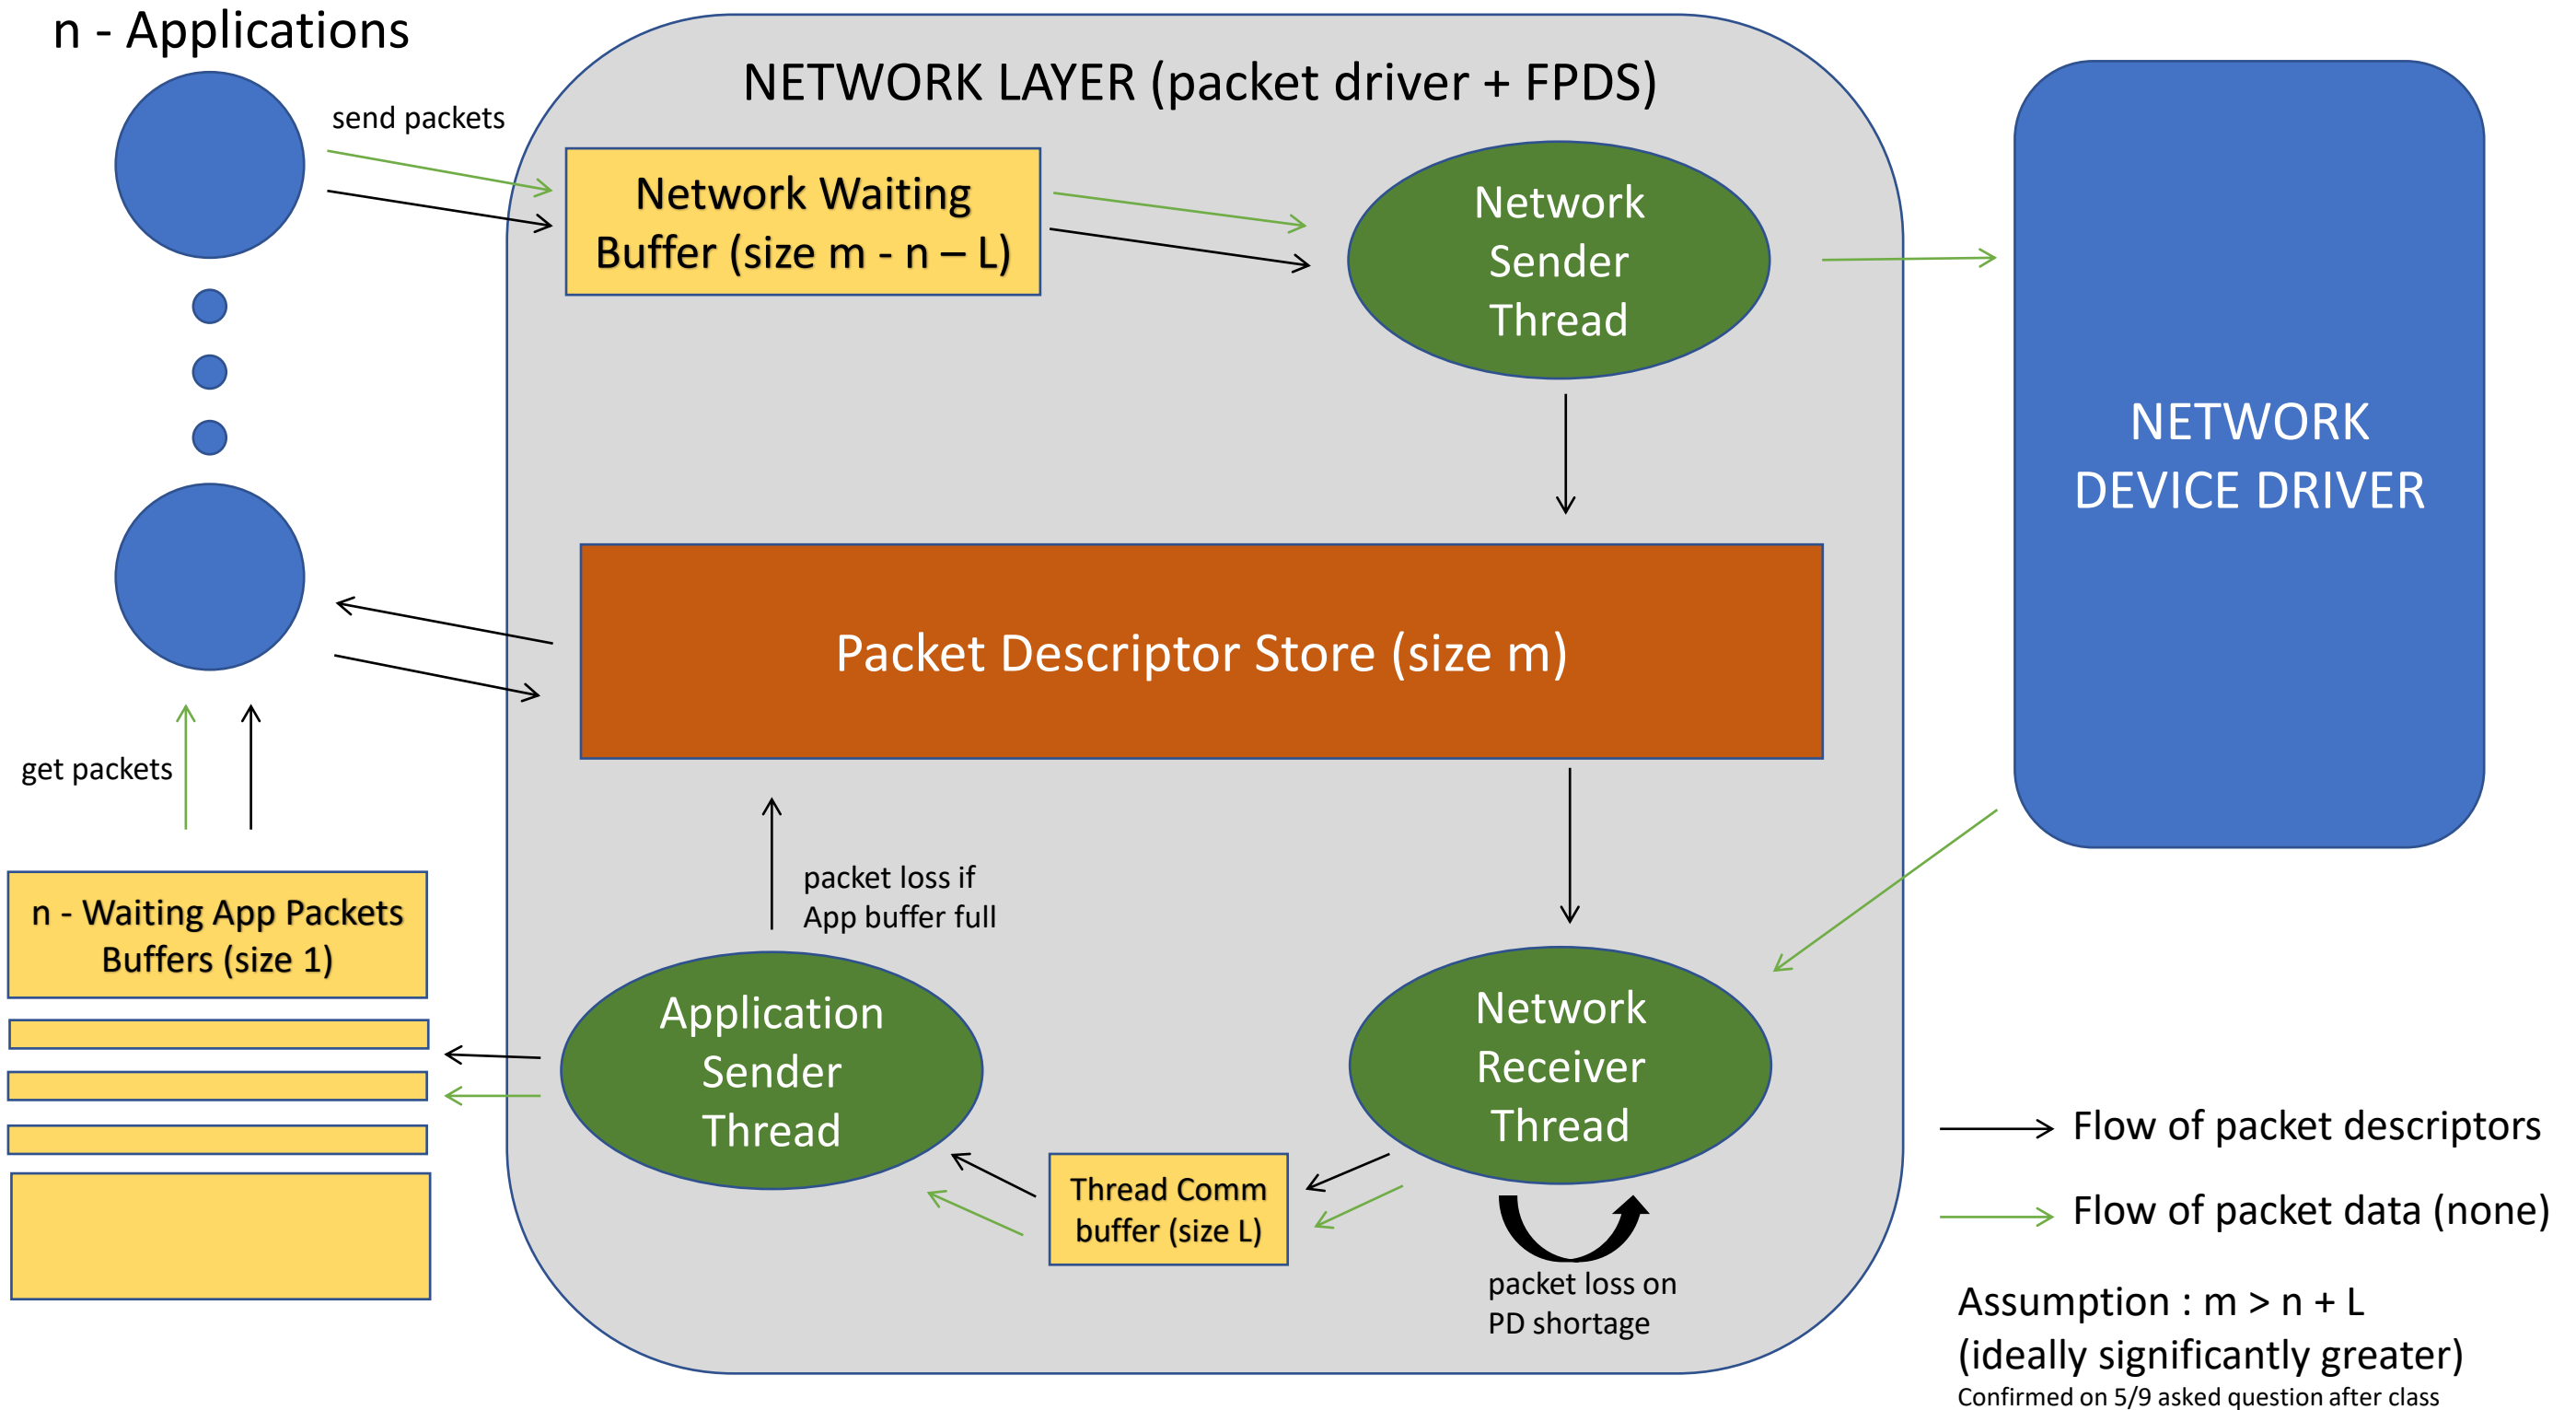 n - Applications
NETWORK LAYER (packet driver + FPDS)
send packets
Network Waiting
Buffer (size m - n – L)
Network
Sender
Thread
NETWORK
DEVICE DRIVER
Packet Descriptor Store (size m)
get packets
packet loss if
App buffer full
n - Waiting App Packets
Buffers (size 1)
Application
Sender
Thread
Network
Receiver
Thread
Thread Comm
buffer (size L)
packet loss on
PD shortage
Flow of packet descriptors
Flow of packet data (none)
Assumption : m > n + L
(ideally significantly greater)
Confirmed on 5/9 asked question after class